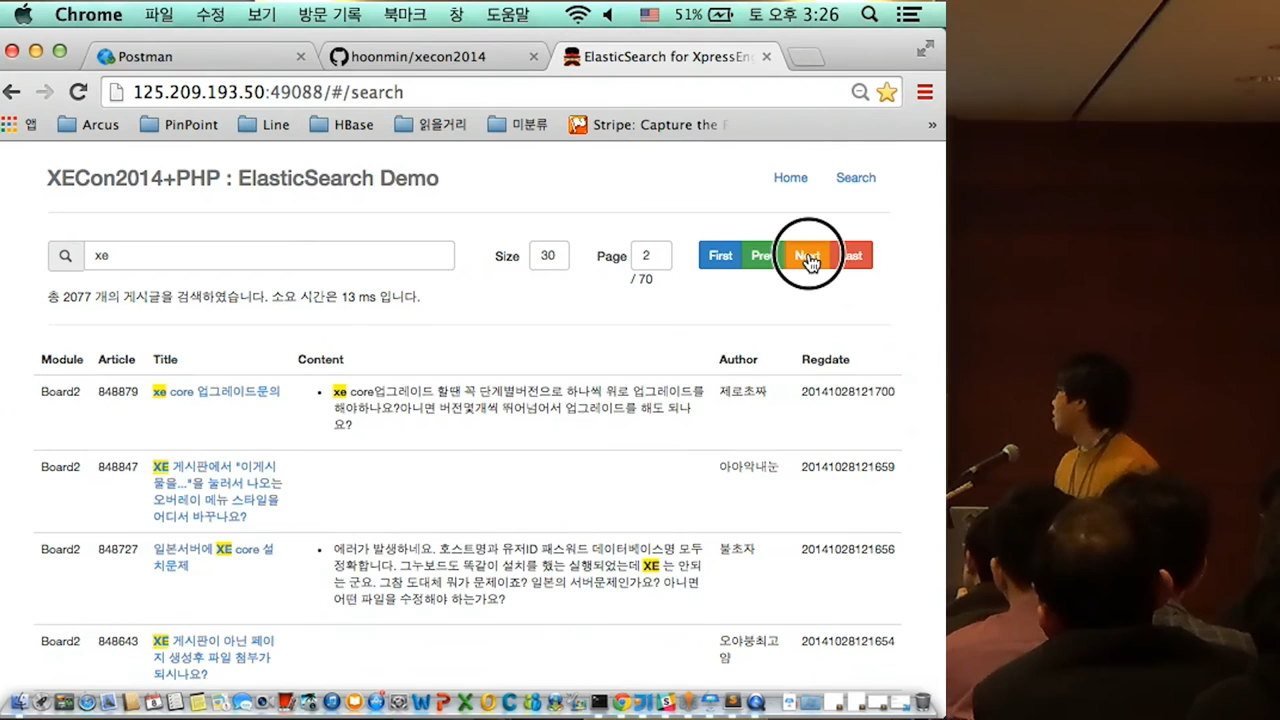 Chrome 파일 수정 보기 방문 기록 북마크 창 도움말 51% 토 오후 3:26
Postman hoonmin/xecon2014 ElasticSearch for XpressEn
125.209.193.50:49088/#/search
앱 Arcus PinPoint Line HBase 읽을거리 미분류 Stripe: Capture the F »
XECon2014+PHP : ElasticSearch Demo Home Search
xe Size 30 Page 2 First Pre Next Last
/ 70
총 2077 개의 게시글을 검색하였습니다. 소요 시간은 13 ms 입니다.
Module Article Title Content Author Regdate
Board2 848879 xe core 업그레이드문의 • xe core업그레이드 할땐 꼭 단계별버전으로 하나씩 위로 업그레이드를 제로초짜 20141028121700
해야하나요?아니면 버전몇개씩 뛰어넘어서 업그레이드를 해도 되나
요?
Board2 848847 XE 게시판에서 "이게시 아아악내눈 20141028121659
물을..."을 눌러서 나오는
오버레이 메뉴 스타일을
어디서 바꾸나요?
Board2 848727 일본서버에 XE core 설 • 에러가 발생하네요. 호스트명과 유저ID 패스워드 데이터베이스명 모두 불초자 20141028121656
치문제 정확합니다. 그누보드도 똑같이 설치를 했는 실행되었는데 XE 는 안되
는 군요. 그참 도대체 뭐가 문제이죠? 일본의 서버문제인가요? 아니면
어떤 파일을 수정해야 하는가요?
Board2 848643 XE 게시판이 아닌 페이 오야붕최고 20141028121654
지 생성후 파일 첨부가 얌
되시나요?